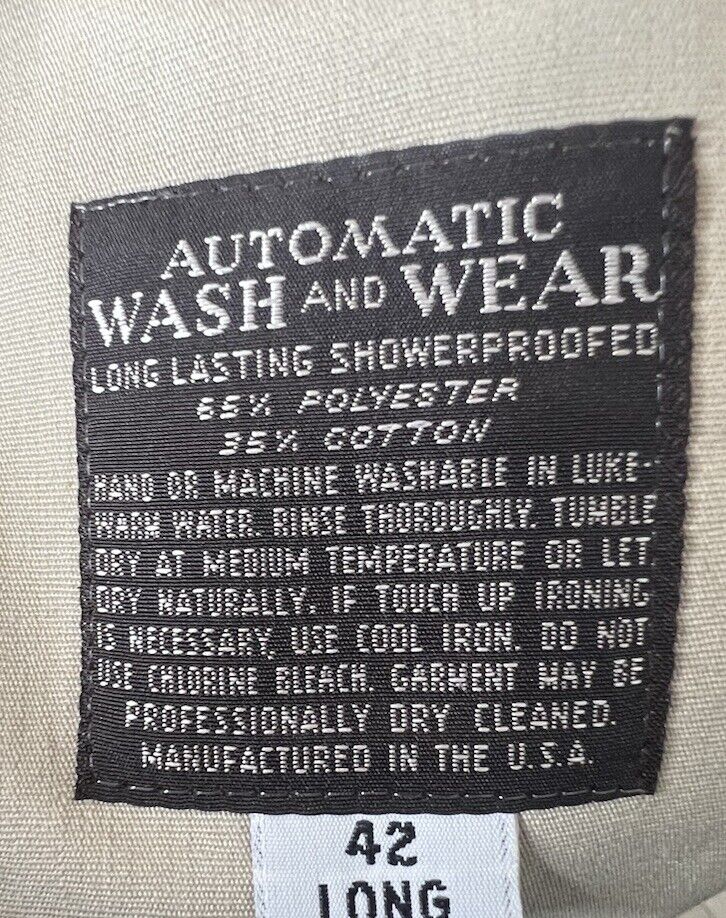 AUTOMATIC
WASH AND WEAR
LONG LASTING SHOWERPROOFED
65% POLYESTER
35% COTTON
HAND OR MACHINE WASHABLE IN LUKE-
WARM WATER. RINSE THOROUGHLY. TUMBLE
DRY AT MEDIUM TEMPERATURE OR LET
DRY NATURALLY. IF TOUCH UP IRONING
IS NECESSARY, USE COOL IRON. DO NOT
USE CHLORINE BLEACH. GARMENT MAY BE
PROFESSIONALLY DRY CLEANED.
MANUFACTURED IN THE U.S.A.
42
LONG